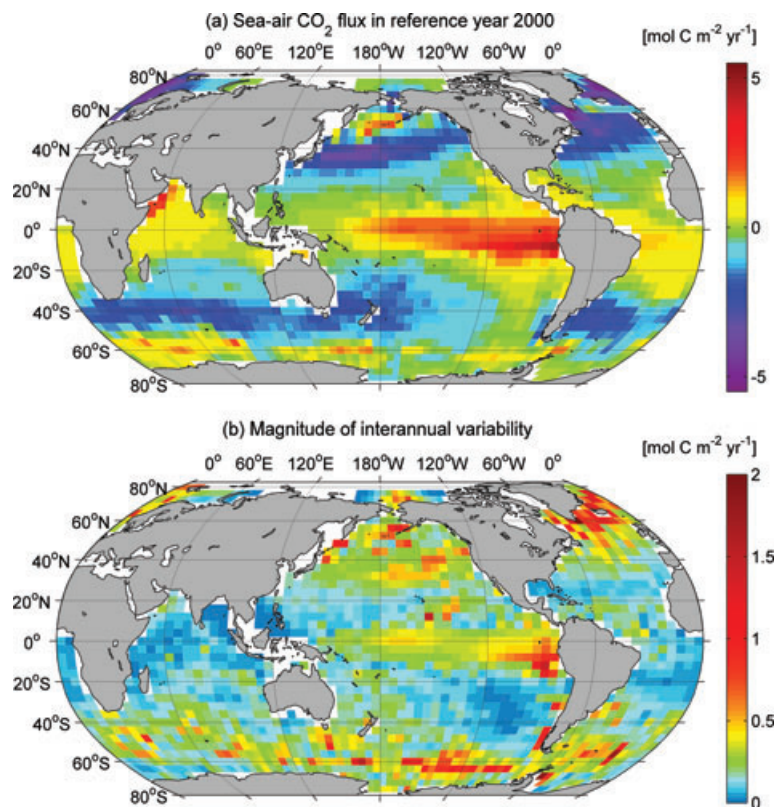 (a) Sea-air CO₂ flux in reference year 2000
[mol C m⁻² yr⁻¹]
0° 60°E 120°E 180°W 120°W 60°W 0°
80°N
60°N
40°N
20°N
0°
20°S
40°S
60°S
80°S
5
0
-5
(b) Magnitude of interannual variability
[mol C m⁻² yr⁻¹]
0° 60°E 120°E 180°W 120°W 60°W 0°
80°N
60°N
40°N
20°N
0°
20°S
40°S
60°S
80°S
2
1.5
1
0.5
0